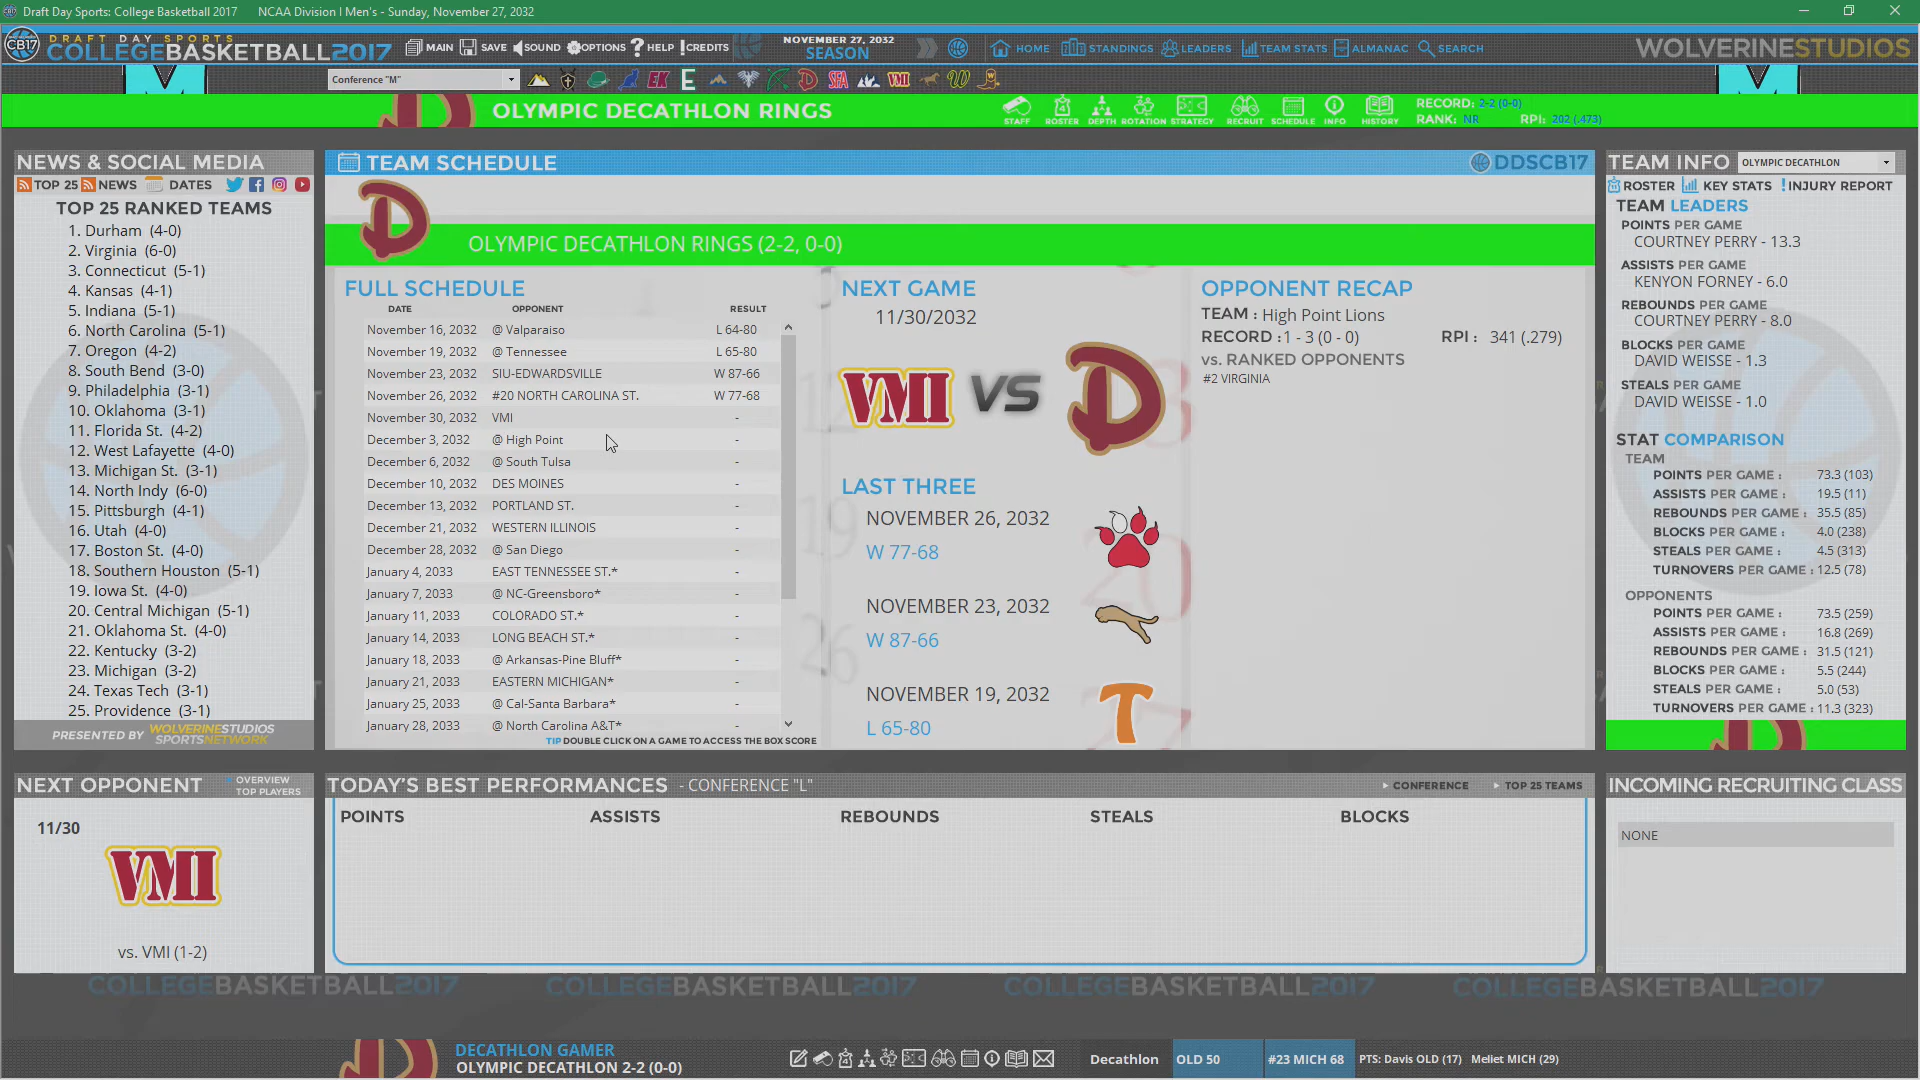 Draft Day Sports: College Basketball 2017 NCAA Division I Men's - Sunday, November 27, 2032
CB17 DRAFT DAY SPORTS
COLLEGEBASKETBALL2017
MAIN SAVE SOUND OPTIONS HELP CREDITS
NOVEMBER 27, 2032
SEASON
HOME STANDINGS LEADERS TEAM STATS ALMANAC SEARCH
WOLVERINESTUDIOS
Conference "M"
OLYMPIC DECATHLON RINGS
STAFF ROSTER DEPTH ROTATION STRATEGY RECRUIT SCHEDULE INFO HISTORY
RECORD: 2-2 (0-0)
RANK: NR RPI: 202 (.473)
NEWS & SOCIAL MEDIA
TOP 25 NEWS DATES
TOP 25 RANKED TEAMS
1. Durham (4-0)
2. Virginia (6-0)
3. Connecticut (5-1)
4. Kansas (4-1)
5. Indiana (5-1)
6. North Carolina (5-1)
7. Oregon (4-2)
8. South Bend (3-0)
9. Philadelphia (3-1)
10. Oklahoma (3-1)
11. Florida St. (4-2)
12. West Lafayette (4-0)
13. Michigan St. (3-1)
14. North Indy (6-0)
15. Pittsburgh (4-1)
16. Utah (4-0)
17. Boston St. (4-0)
18. Southern Houston (5-1)
19. Iowa St. (4-0)
20. Central Michigan (5-1)
21. Oklahoma St. (4-0)
22. Kentucky (3-2)
23. Michigan (3-2)
24. Texas Tech (3-1)
25. Providence (3-1)
PRESENTED BY WOLVERINESTUDIOS
SPORTSNETWORK
TEAM SCHEDULE
DDSCB17
OLYMPIC DECATHLON RINGS (2-2, 0-0)
FULL SCHEDULE
DATE OPPONENT RESULT
November 16, 2032 @ Valparaiso L 64-80
November 19, 2032 @ Tennessee L 65-80
November 23, 2032 SIU-EDWARDSVILLE W 87-66
November 26, 2032 #20 NORTH CAROLINA ST. W 77-68
November 30, 2032 VMI -
December 3, 2032 @ High Point -
December 6, 2032 @ South Tulsa -
December 10, 2032 DES MOINES -
December 13, 2032 PORTLAND ST. -
December 21, 2032 WESTERN ILLINOIS -
December 28, 2032 @ San Diego -
January 4, 2033 EAST TENNESSEE ST.* -
January 7, 2033 @ NC-Greensboro* -
January 11, 2033 COLORADO ST.* -
January 14, 2033 LONG BEACH ST.* -
January 18, 2033 @ Arkansas-Pine Bluff* -
January 21, 2033 EASTERN MICHIGAN* -
January 25, 2033 @ Cal-Santa Barbara* -
January 28, 2033 @ North Carolina A&T* -
TIP DOUBLE CLICK ON A GAME TO ACCESS THE BOX SCORE
NEXT GAME
11/30/2032
VMI VS D
LAST THREE
NOVEMBER 26, 2032
W 77-68
NOVEMBER 23, 2032
W 87-66
NOVEMBER 19, 2032
L 65-80
OPPONENT RECAP
TEAM : High Point Lions
RECORD : 1 - 3 (0 - 0) RPI : 341 (.279)
vs. RANKED OPPONENTS
#2 VIRGINIA
TEAM INFO OLYMPIC DECATHLON
ROSTER KEY STATS INJURY REPORT
TEAM LEADERS
POINTS PER GAME
COURTNEY PERRY - 13.3
ASSISTS PER GAME
KENYON FORNEY - 6.0
REBOUNDS PER GAME
COURTNEY PERRY - 8.0
BLOCKS PER GAME
DAVID WEISSE - 1.3
STEALS PER GAME
DAVID WEISSE - 1.0
STAT COMPARISON
TEAM
POINTS PER GAME : 73.3 (103)
ASSISTS PER GAME : 19.5 (11)
REBOUNDS PER GAME : 35.5 (85)
BLOCKS PER GAME : 4.0 (238)
STEALS PER GAME : 4.5 (313)
TURNOVERS PER GAME : 12.5 (78)
OPPONENTS
POINTS PER GAME : 73.5 (259)
ASSISTS PER GAME : 16.8 (269)
REBOUNDS PER GAME : 31.5 (121)
BLOCKS PER GAME : 5.5 (244)
STEALS PER GAME : 5.0 (53)
TURNOVERS PER GAME : 11.3 (323)
NEXT OPPONENT
OVERVIEW
TOP PLAYERS
11/30
VMI
vs. VMI (1-2)
TODAY'S BEST PERFORMANCES - CONFERENCE "L"
CONFERENCE TOP 25 TEAMS
POINTS ASSISTS REBOUNDS STEALS BLOCKS
INCOMING RECRUITING CLASS
NONE
COLLEGEBASKETBALL2017 COLLEGEBASKETBALL2017 COLLEGEBASKETBALL2017 COLLEGEBASKETBALL2017
DECATHLON GAMER
OLYMPIC DECATHLON 2-2 (0-0)
Decathlon OLD 50 #23 MICH 68 PTS: Davis OLD (17) Meliet MICH (29)